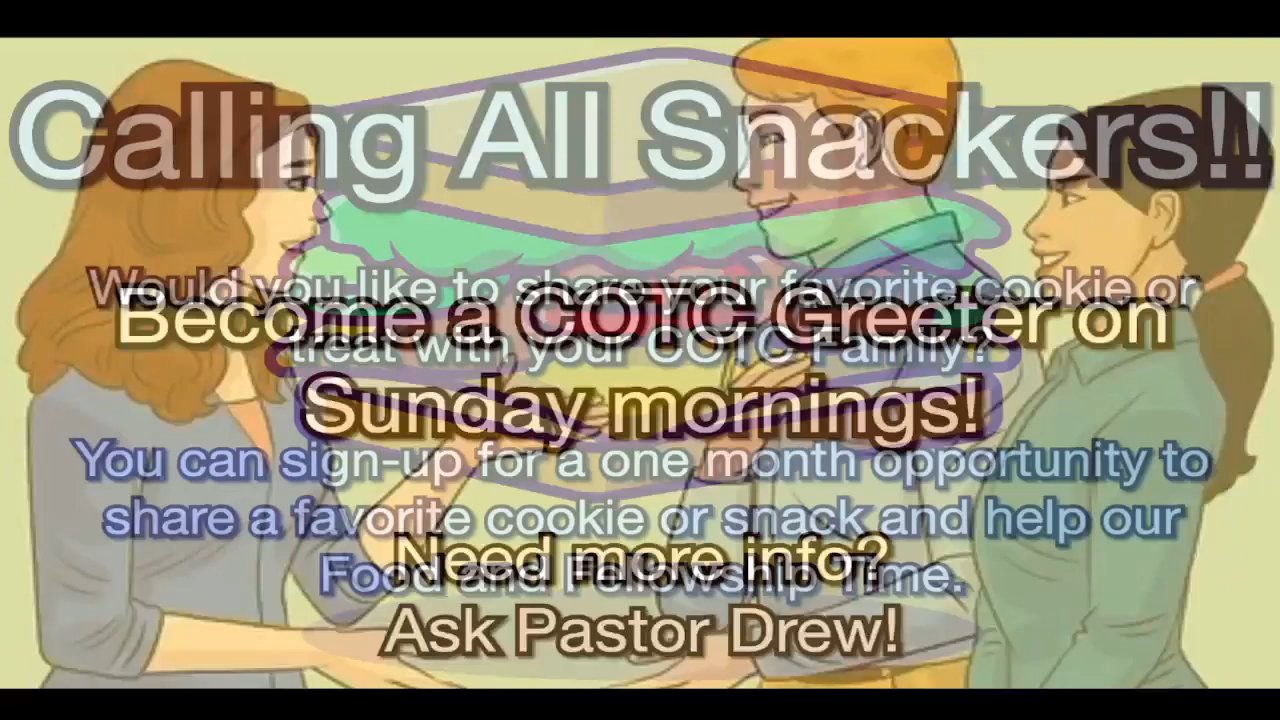 Calling All Snackers!!
Would you like to share your favorite cookie or
Become a COTC Greeter on
treat with your COTC Family?
Sunday mornings!
You can sign-up for a one month opportunity to
share a favorite cookie or snack and help our
Need more info?
Food and Fellowship Time.
Ask Pastor Drew!